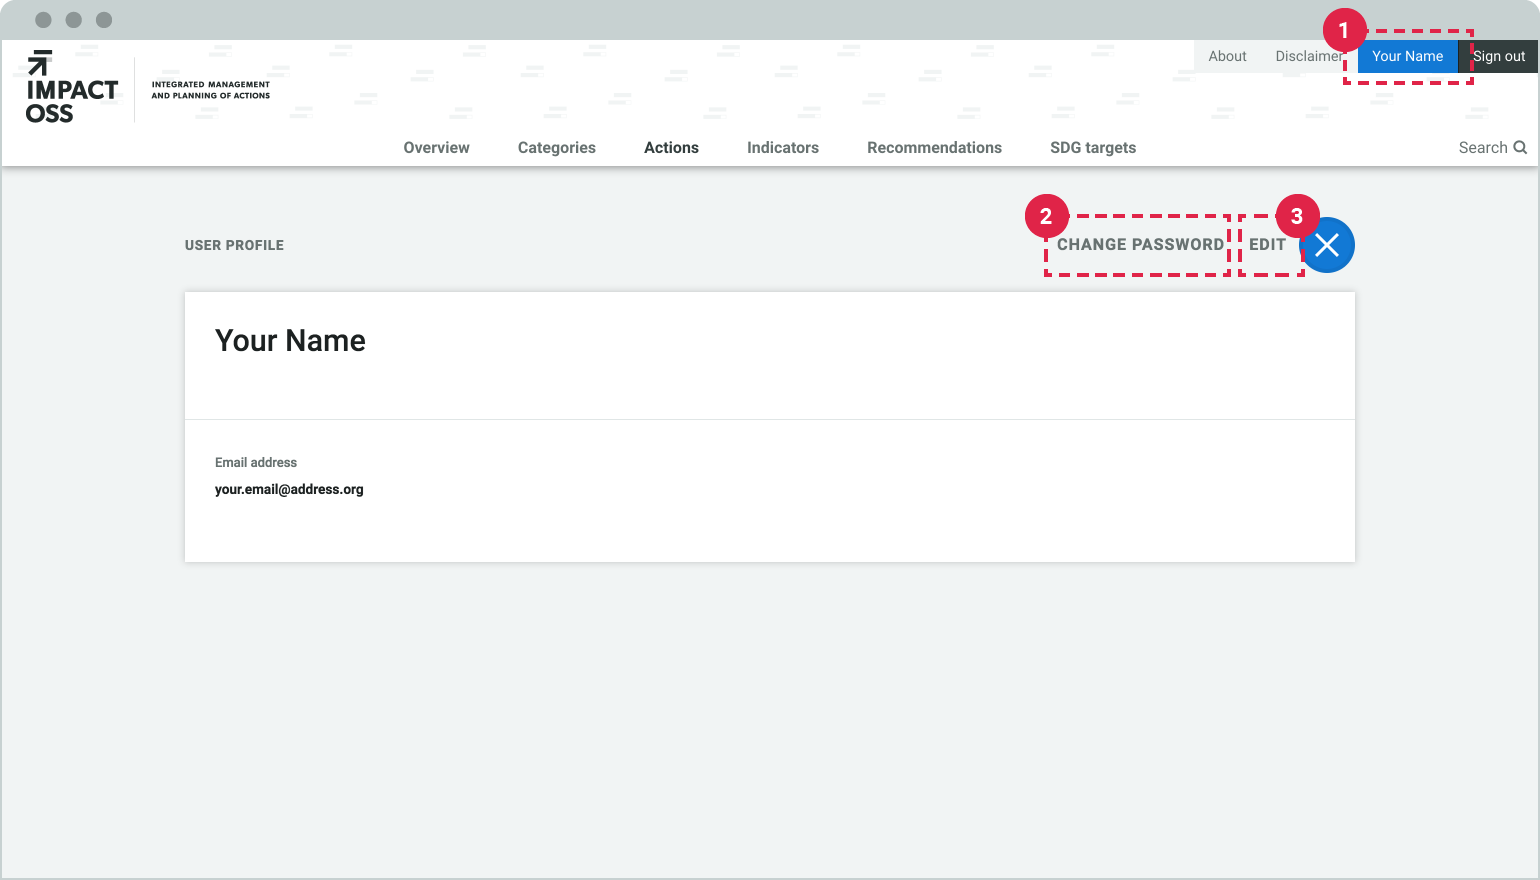 1
About Disclaimer Your Name Sign out
IMPACT
OSS
INTEGRATED MANAGEMENT
AND PLANNING OF ACTIONS
Overview Categories Actions Indicators Recommendations SDG targets Search
2 3
USER PROFILE CHANGE PASSWORD EDIT
Your Name
Email address
your.email@address.org